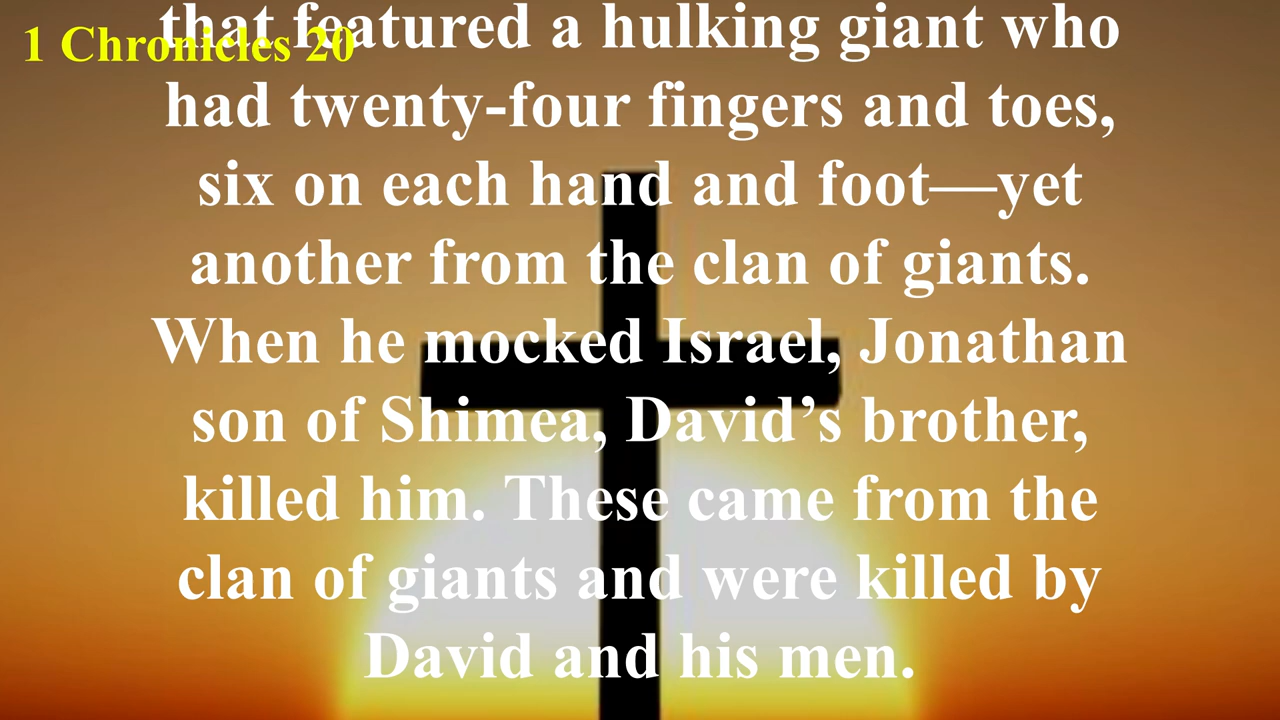 1 Chronicles 20
that featured a hulking giant who
had twenty-four fingers and toes,
six on each hand and foot—yet
another from the clan of giants.
When he mocked Israel, Jonathan
son of Shimea, David’s brother,
killed him. These came from the
clan of giants and were killed by
David and his men.